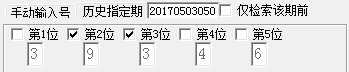 手动输入号 历史指定期 20170503050 仅检索该期前
第1位 第2位 第3位 第4位 第5位
3 9 3 4 6